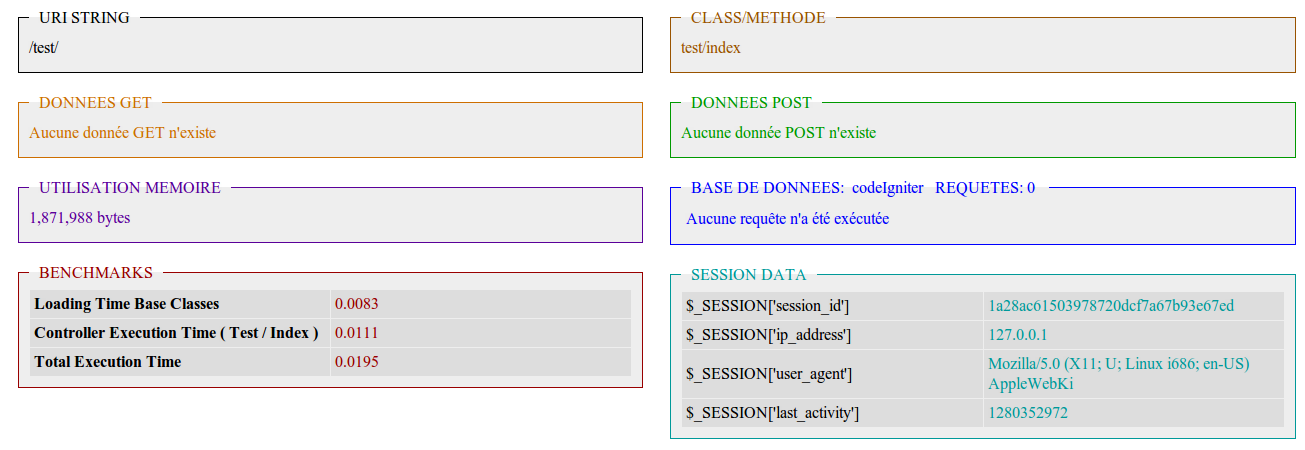 URI STRING
/test/
DONNEES GET
Aucune donnée GET n'existe
UTILISATION MEMOIRE
1,871,988 bytes
BENCHMARKS
Loading Time Base Classes 0.0083
Controller Execution Time ( Test / Index ) 0.0111
Total Execution Time 0.0195
CLASS/METHODE
test/index
DONNEES POST
Aucune donnée POST n'existe
BASE DE DONNEES: codeIgniter REQUETES: 0
Aucune requête n'a été exécutée
SESSION DATA
$_SESSION['session_id'] 1a28ac61503978720dcf7a67b93e67ed
$_SESSION['ip_address'] 127.0.0.1
$_SESSION['user_agent'] Mozilla/5.0 (X11; U; Linux i686; en-US)
AppleWebKi
$_SESSION['last_activity'] 1280352972